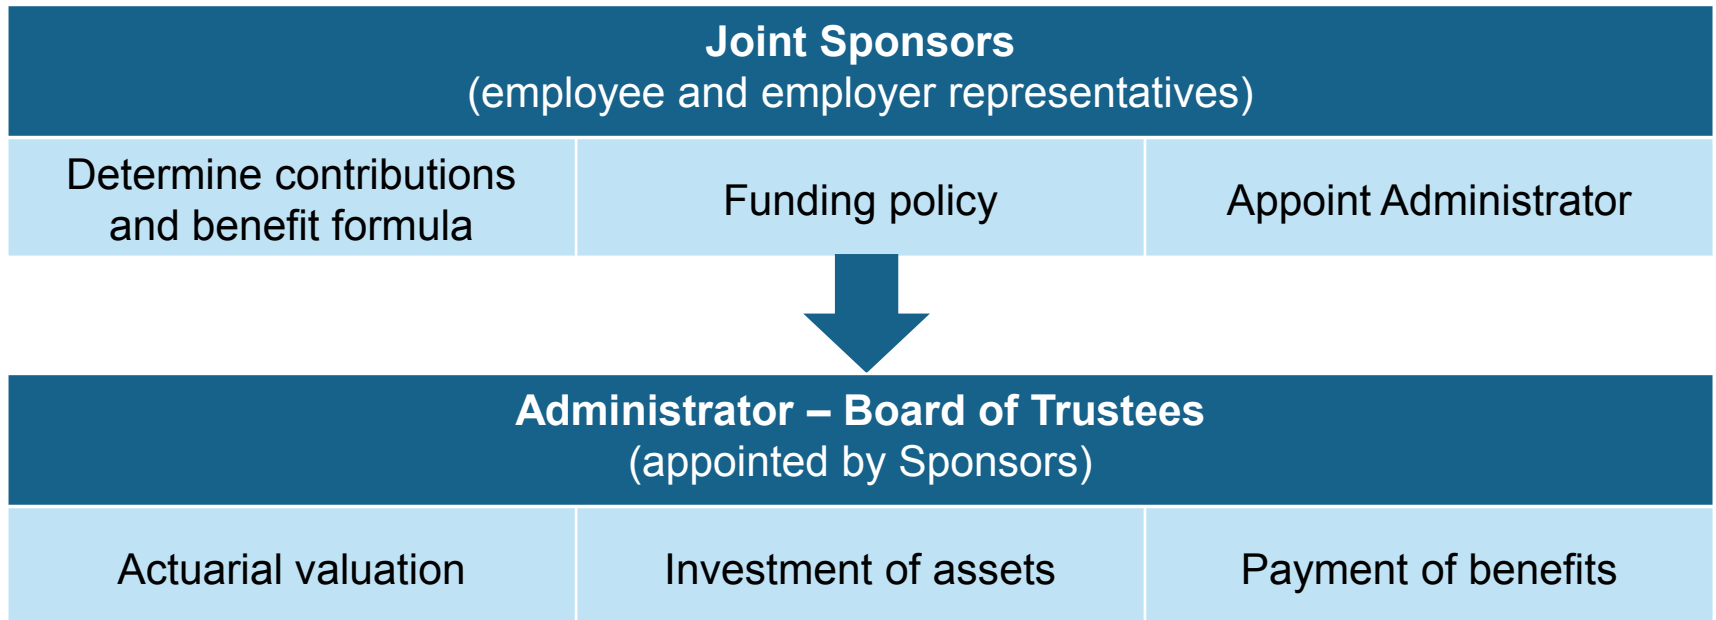 Joint Sponsors
(employee and employer representatives)
Determine contributions
and benefit formula
Funding policy
Appoint Administrator
Administrator – Board of Trustees
(appointed by Sponsors)
Actuarial valuation
Investment of assets
Payment of benefits